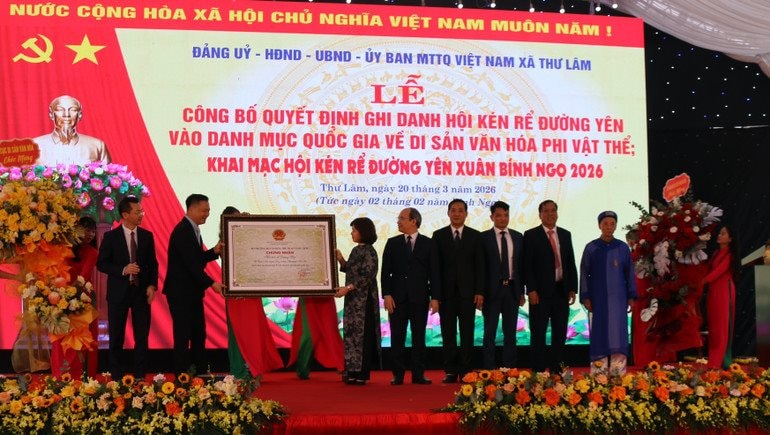 NƯỚC CỘNG HÒA XÃ HỘI CHỦ NGHĨA VIỆT NAM MUÔN NĂM !
ĐẢNG UỶ - HĐND - UBND - ỦY BAN MTTQ VIỆT NAM XÃ THƯ LÂM
LỄ
CÔNG BỐ QUYẾT ĐỊNH GHI DANH HỘI KÉN RỂ ĐƯỜNG YÊN
VÀO DANH MỤC QUỐC GIA VỀ DI SẢN VĂN HÓA PHI VẬT THỂ;
KHAI MẠC HỘI KÉN RỂ ĐƯỜNG YÊN XUÂN BÍNH NGỌ 2026
Thư Lâm, ngày 20 tháng 3 năm 2026
(Tức ngày 02 tháng 02 năm